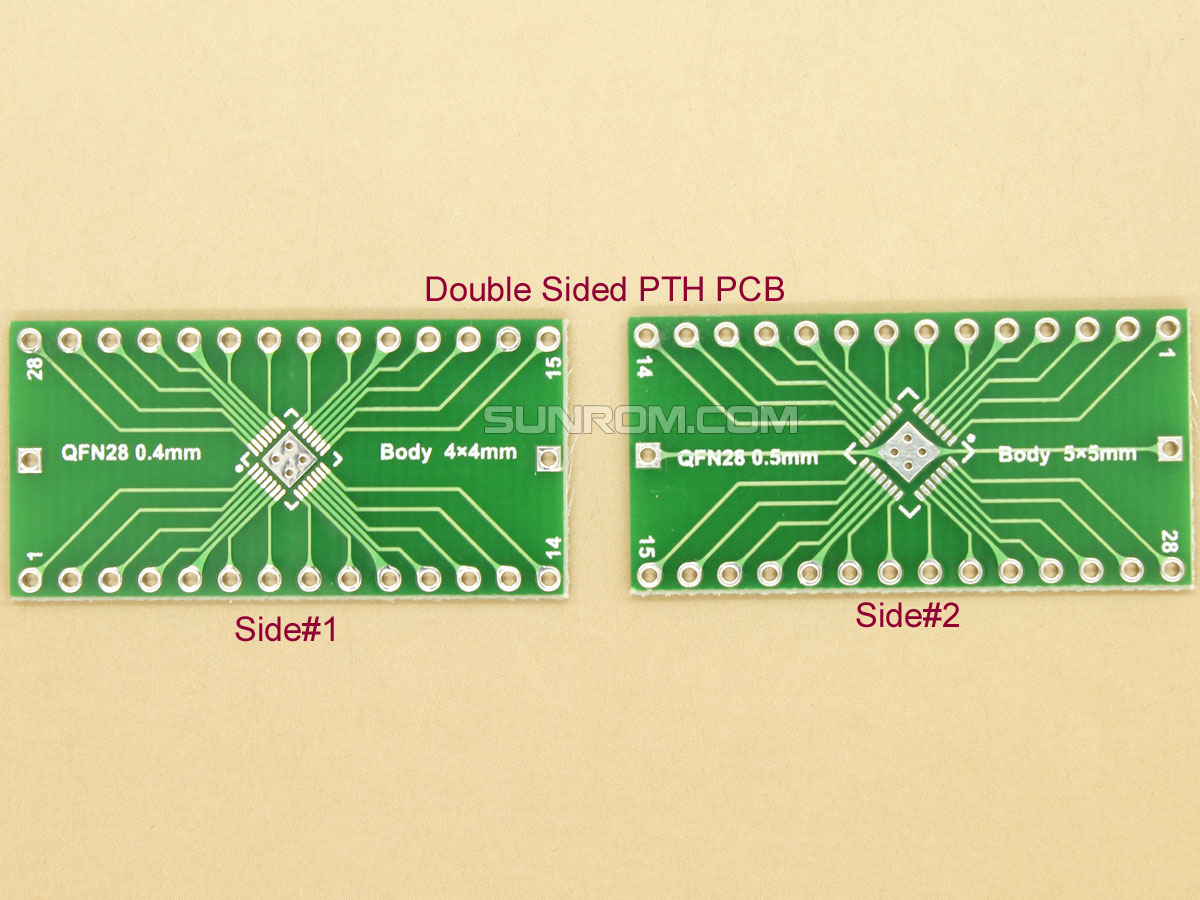 Double Sided PTH PCB
28
15
14
1
SUNROM.COM
QFN28 0.4mm
Body 4×4mm
QFN28 0.5mm
Body 5×5mm
1
14
15
28
Side#1
Side#2